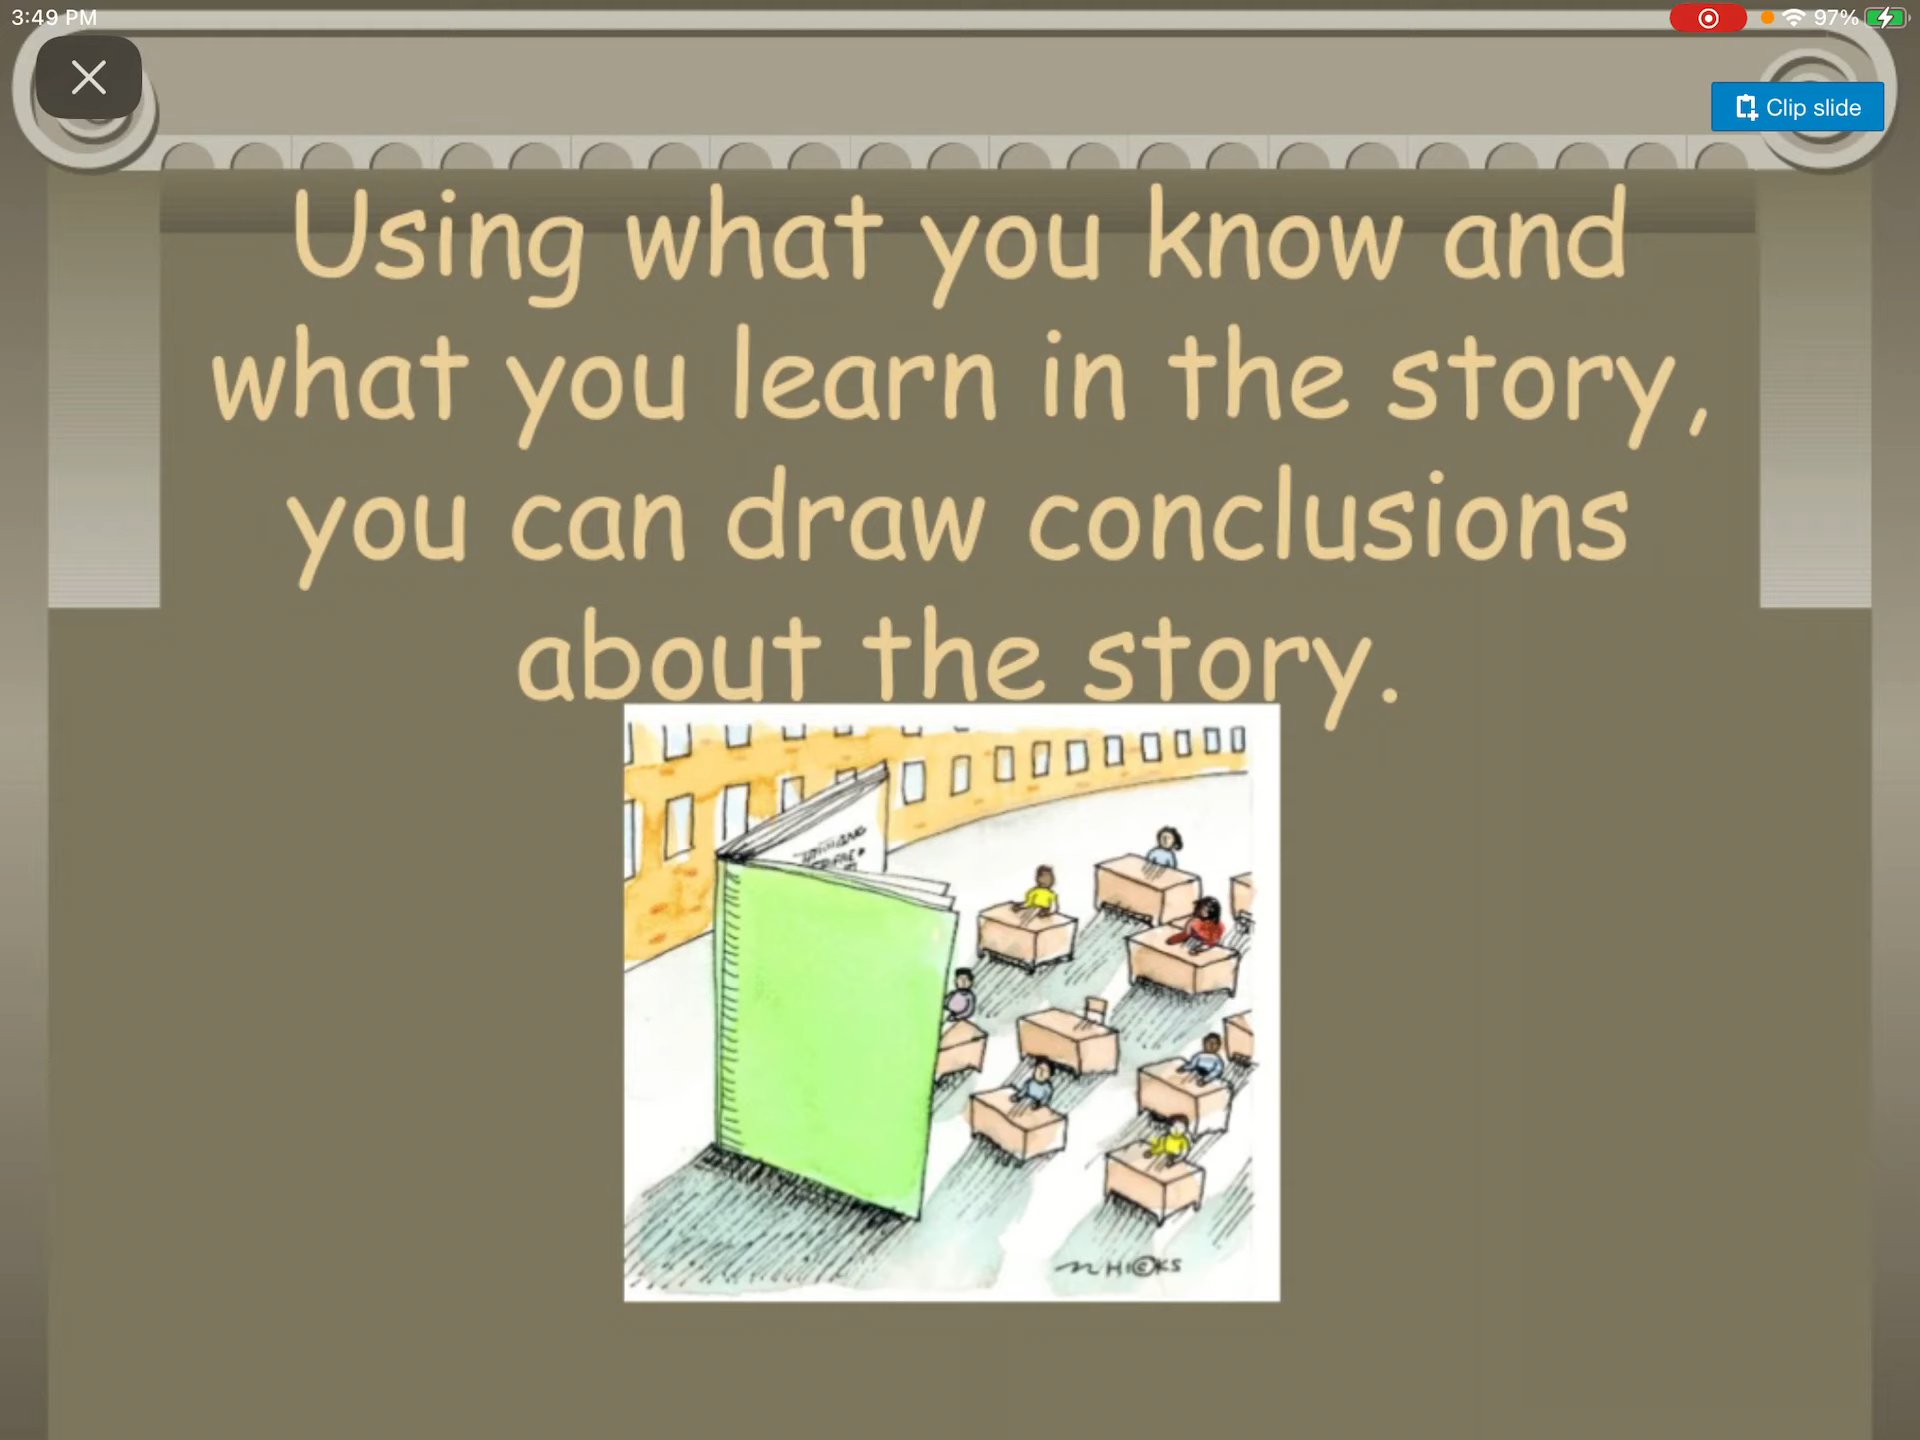 3:49 PM
97%
Clip slide
Using what you know and
what you learn in the story,
you can draw conclusions
about the story.
HICKS